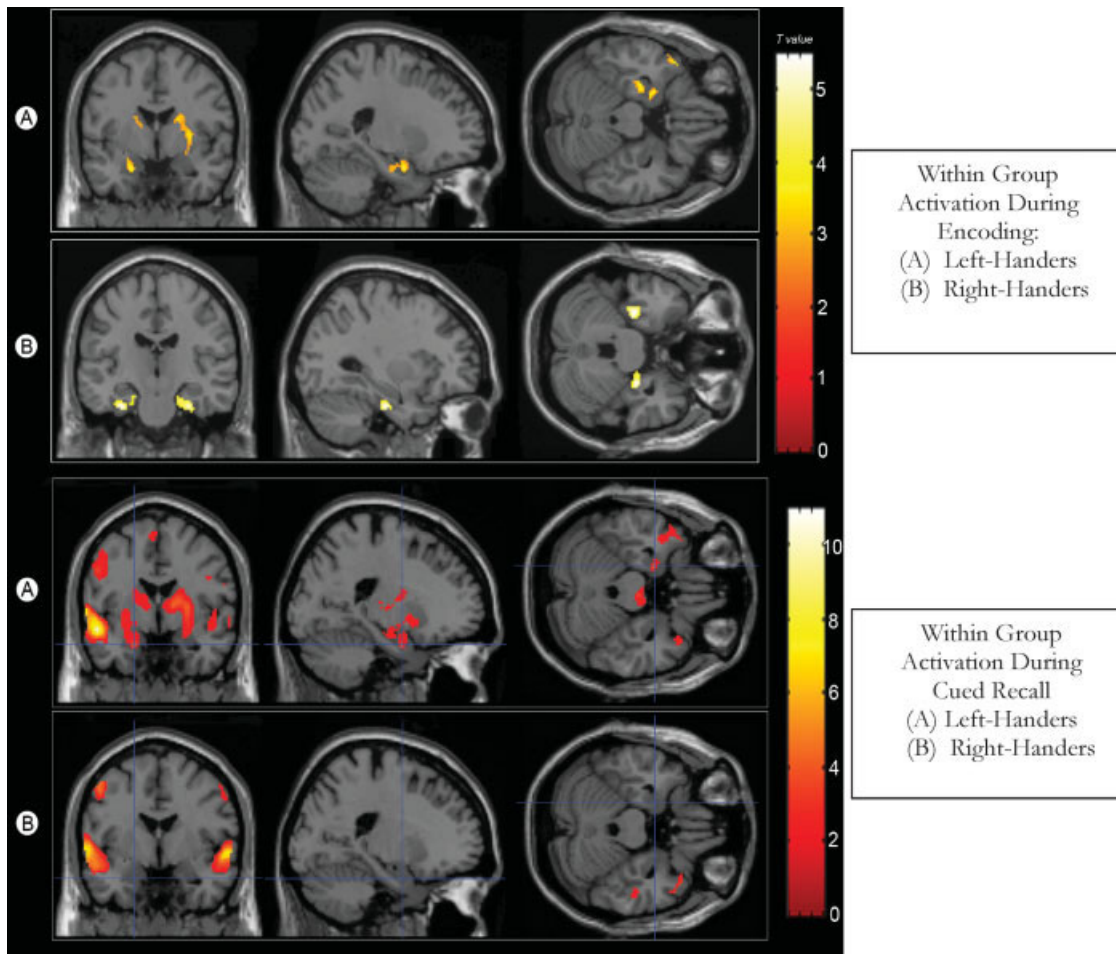 T value
A
5
4
3
2
1
0
B
Within Group
Activation During
Encoding:
(A) Left-Handers
(B) Right-Handers
A
10
8
6
4
2
0
B
Within Group
Activation During
Cued Recall
(A) Left-Handers
(B) Right-Handers